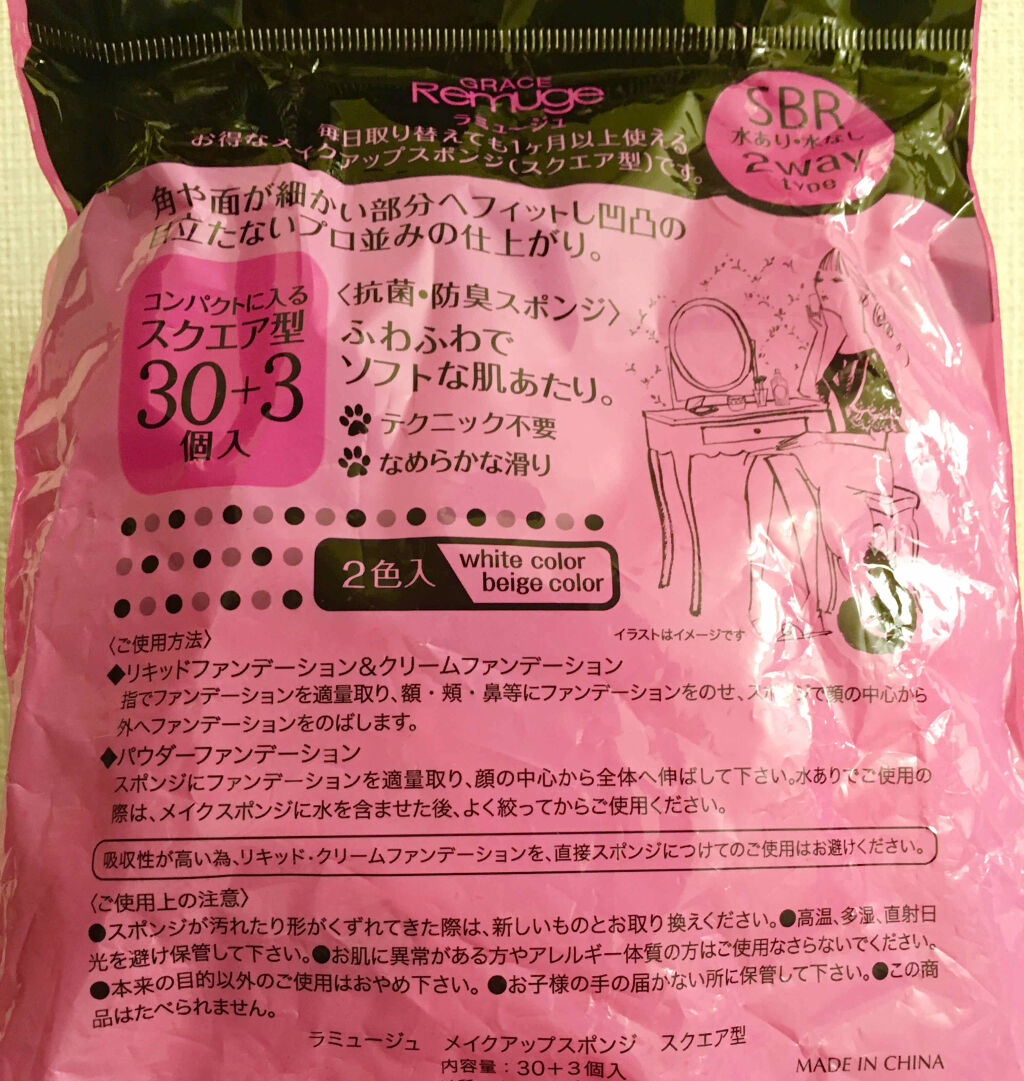 GRACE
Remuge
ラミュージュ
毎日取り替えても1ヶ月以上使える
お得なメイクアップスポンジ(スクエア型)です。
SBR
水あり・水なし
2way
type
角や面が細かい部分へフィットし凹凸の
目立たないプロ並みの仕上がり。
コンパクトに入る
スクエア型
30+3
個入
〈抗菌・防臭スポンジ〉
ふわふわで
ソフトな肌あたり。
テクニック不要
なめらかな滑り
2色入
white color
beige color
イラストはイメージです
〈ご使用方法〉
◆リキッドファンデーション&クリームファンデーション
指でファンデーションを適量取り、額・頬・鼻等にファンデーションをのせ、スポンジで顔の中心から
外へファンデーションをのばします。
◆パウダーファンデーション
スポンジにファンデーションを適量取り、顔の中心から全体へ伸ばして下さい。水ありでご使用の
際は、メイクスポンジに水を含ませた後、よく絞ってからご使用ください。
吸収性が高い為、リキッド・クリームファンデーションを、直接スポンジにつけてのご使用はお避けください。
〈ご使用上の注意〉
●スポンジが汚れたり形がくずれてきた際は、新しいものとお取り換えください。●高温、多湿、直射日
光を避け保管して下さい。●お肌に異常がある方やアレルギー体質の方はご使用なさらないでください。
●本来の目的以外のご使用はおやめ下さい。●お子様の手の届かない所に保管して下さい。●この商
品はたべられません。
ラミュージュ メイクアップスポンジ スクエア型
内容量:30+3個入
MADE IN CHINA